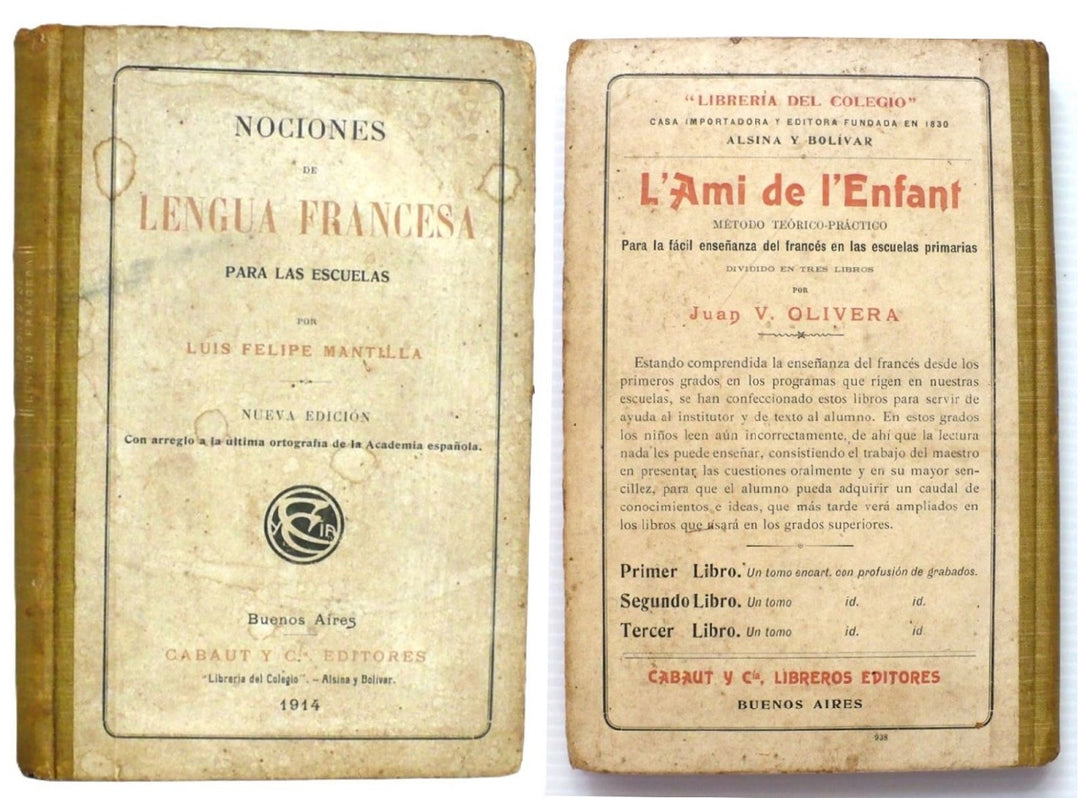 NOCIONES
DE
LENGUA FRANCESA
PARA LAS ESCUELAS
POR
LUIS FELIPE MANTILLA
NUEVA EDICIÓN
Con arreglo a la ultima ortografia de la Academia española.
Buenos Aires
CABAUT Y C.ia EDITORES
"Libreria del Colegio". - Alsina y Bolivar.
1914
"LIBRERÍA DEL COLEGIO"
CASA IMPORTADORA Y EDITORA FUNDADA EN 1830
ALSINA Y BOLÍVAR
L'Ami de l'Enfant
MÉTODO TEÓRICO-PRÁCTICO
Para la fácil enseñanza del francés en las escuelas primarias
DIVIDIDO EN TRES LIBROS
POR
Juan V. OLIVERA
Estando comprendida la enseñanza del francés desde los
primeros grados en los programas que rigen en nuestras
escuelas, se han confeccionado estos libros para servir de
ayuda al institutor y de texto al alumno. En estos grados
los niños leen aún incorrectamente, de ahí que la lectura
nada les puede enseñar, consistiendo el trabajo del maestro
en presentar las cuestiones oralmente y en su mayor sen-
cillez, para que el alumno pueda adquirir un caudal de
conocimientos e ideas, que más tarde verá ampliados en
los libros que usará en los grados superiores.
Primer Libro. Un tomo encart. con profusión de grabados.
Segundo Libro. Un tomo id. id.
Tercer Libro. Un tomo id. id
CABAUT Y Cía, LIBREROS EDITORES
BUENOS AIRES
938